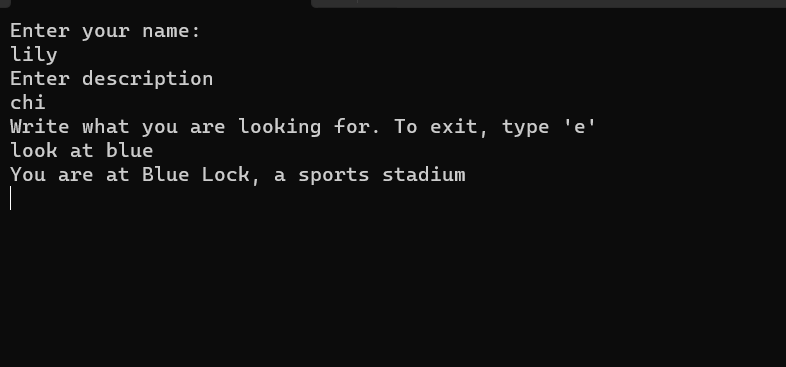 Enter your name:
lily
Enter description
chi
Write what you are looking for. To exit, type 'e'
look at blue
You are at Blue Lock, a sports stadium